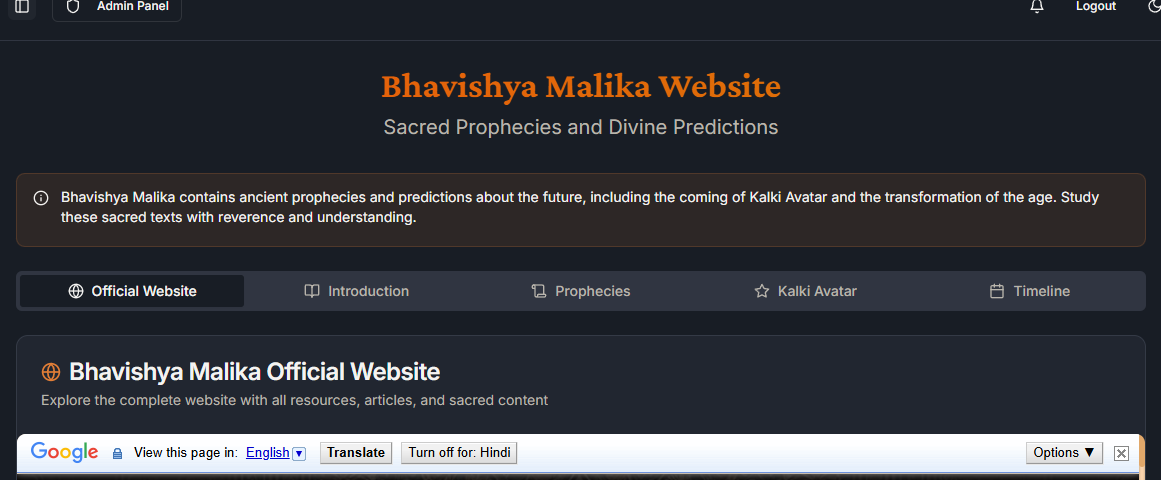 Admin Panel
Logout
Bhavishya Malika Website
Sacred Prophecies and Divine Predictions
Bhavishya Malika contains ancient prophecies and predictions about the future, including the coming of Kalki Avatar and the transformation of the age. Study
these sacred texts with reverence and understanding.
Official Website
Introduction
Prophecies
Kalki Avatar
Timeline
Bhavishya Malika Official Website
Explore the complete website with all resources, articles, and sacred content
Google View this page in: English Translate Turn off for: Hindi Options